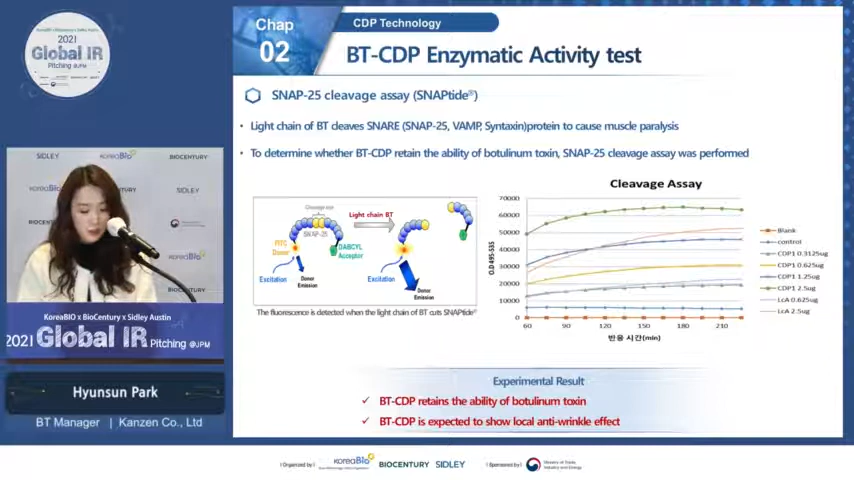 2021
Global IR
Pitching @JPM
Chap
02
CDP Technology
BT-CDP Enzymatic Activity test
SNAP-25 cleavage assay (SNAPtide®)
• Light chain of BT cleaves SNARE (SNAP-25, VAMP, Syntaxin)protein to cause muscle paralysis
• To determine whether BT-CDP retain the ability of botulinum toxin, SNAP-25 cleavage assay was performed
Cleavage site
SNAP-25
FITC
Donor
DABCYL
Acceptor
Excitation
Donor
Emission
Light chain BT
Excitation
Donor
Emission
The fluorescence is detected when the light chain of BT cuts SNAPtide®
Cleavage Assay
O.D495-535
70000
60000
50000
40000
30000
20000
10000
0
60
90
120
150
180
210
반응 시간(min)
Blank
control
CDP1 0.3125ug
CDP1 0.625ug
CDP1 1.25ug
CDP1 2.5ug
LcA 0.625ug
LcA 2.5ug
Experimental Result
✓ BT-CDP retains the ability of botulinum toxin
✓ BT-CDP is expected to show local anti-wrinkle effect
SIDLEY
KoreaBIO
BIOCENTURY
KoreaBIO
SIDLEY
BIOCEN
KoreaBIO
BIOCENTURY
KoreaBIO x BioCentury x Sidley Austin
2021 Global IR Pitching @JPM
Hyunsun Park
BT Manager | Kanzen Co., Ltd
| Organized by |
KoreaBIO
BIOCENTURY
SIDLEY
| Sponsored by |
Ministry of Trade
Industry and Energy